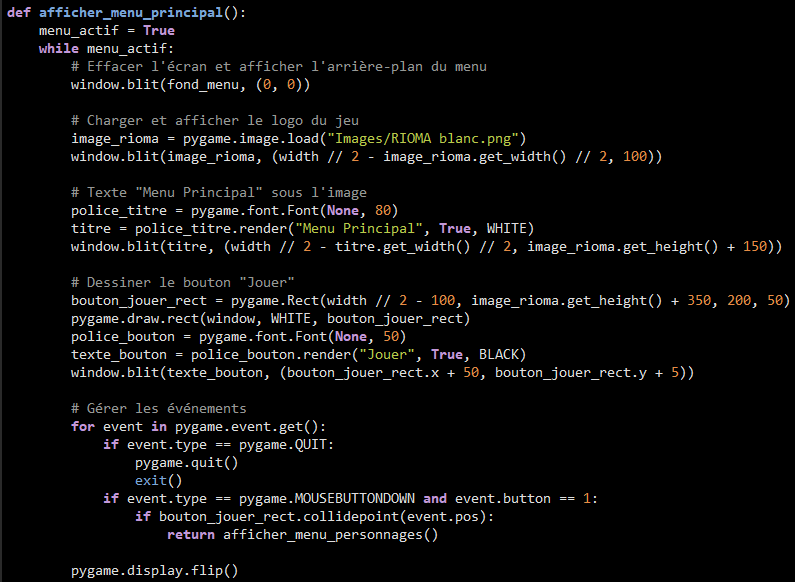 def afficher_menu_principal():
    menu_actif = True
    while menu_actif:
        # Effacer l'écran et afficher l'arrière-plan du menu
        window.blit(fond_menu, (0, 0))

        # Charger et afficher le logo du jeu
        image_rioma = pygame.image.load("Images/RIOMA blanc.png")
        window.blit(image_rioma, (width // 2 - image_rioma.get_width() // 2, 100))

        # Texte "Menu Principal" sous l'image
        police_titre = pygame.font.Font(None, 80)
        titre = police_titre.render("Menu Principal", True, WHITE)
        window.blit(titre, (width // 2 - titre.get_width() // 2, image_rioma.get_height() + 150))

        # Dessiner le bouton "Jouer"
        bouton_jouer_rect = pygame.Rect(width // 2 - 100, image_rioma.get_height() + 350, 200, 50)
        pygame.draw.rect(window, WHITE, bouton_jouer_rect)
        police_bouton = pygame.font.Font(None, 50)
        texte_bouton = police_bouton.render("Jouer", True, BLACK)
        window.blit(texte_bouton, (bouton_jouer_rect.x + 50, bouton_jouer_rect.y + 5))

        # Gérer les événements
        for event in pygame.event.get():
            if event.type == pygame.QUIT:
                pygame.quit()
                exit()
            if event.type == pygame.MOUSEBUTTONDOWN and event.button == 1:
                if bouton_jouer_rect.collidepoint(event.pos):
                    return afficher_menu_personnages()

        pygame.display.flip()